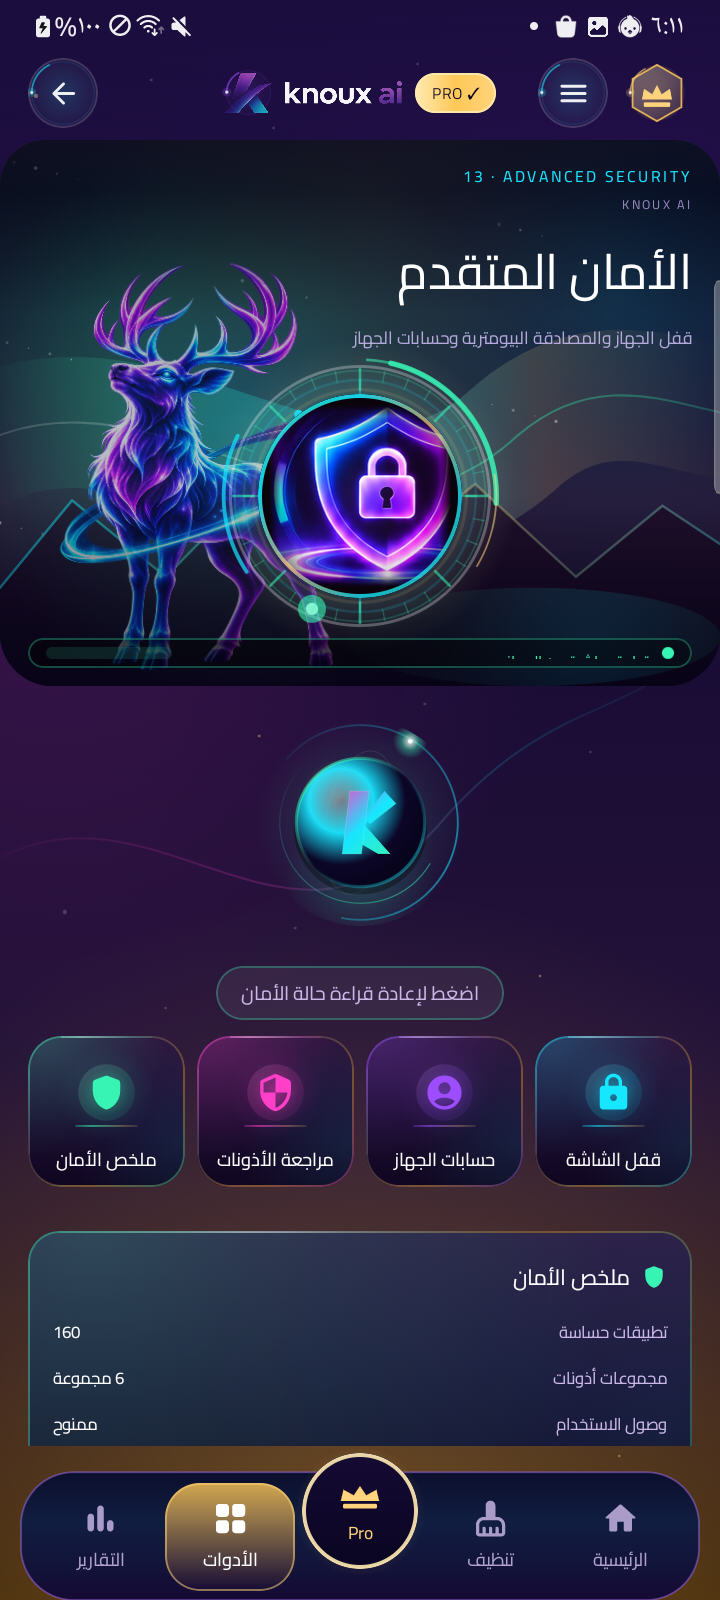 ٦:١١
%١٠٠
knoux ai
PRO ✓
13 · ADVANCED SECURITY
KNOUX AI
الأمان المتقدم
قفل الجهاز والمصادقة البيومترية وحسابات الجهاز
K
اضغط لإعادة قراءة حالة الأمان
قفل الشاشة
حسابات الجهاز
مراجعة الأذونات
ملخص الأمان
ملخص الأمان
تطبيقات حساسة 160
مجموعات أذونات 6 مجموعة
وصول الاستخدام ممنوح
الرئيسية
تنظيف
Pro
الأدوات
التقارير